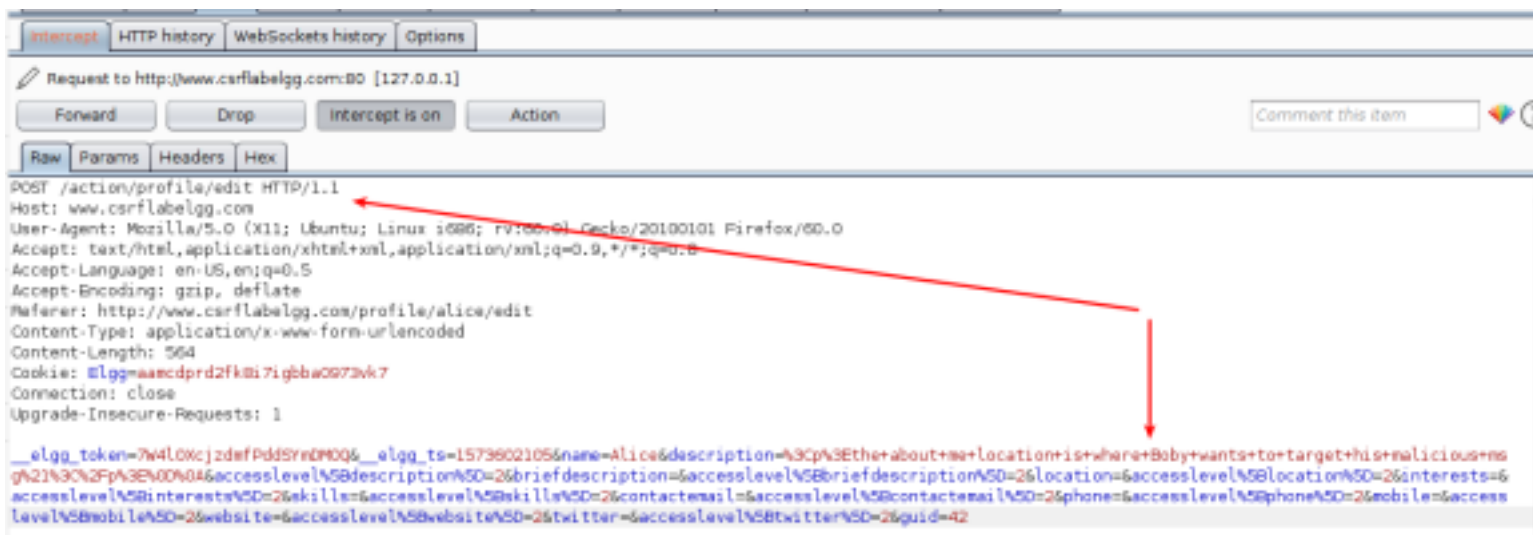 Intercept HTTP history WebSockets history Options
Request to http://www.csrflabelgg.com:80 [127.0.0.1]
Forward Drop Intercept is on Action Comment this item
Raw Params Headers Hex
POST /action/profile/edit HTTP/1.1
Host: www.csrflabelgg.com
User-Agent: Mozilla/5.0 (X11; Ubuntu; Linux i686; rv:60.0) Gecko/20100101 Firefox/60.0
Accept: text/html,application/xhtml+xml,application/xml;q=0.9,*/*;q=0.8
Accept-Language: en-US,en;q=0.5
Accept-Encoding: gzip, deflate
Referer: http://www.csrflabelgg.com/profile/alice/edit
Content-Type: application/x-www-form-urlencoded
Content-Length: 564
Cookie: Elgg=
Connection: close
Upgrade-Insecure-Requests: 1
__elgg_token=&__elgg_ts=1573602105&name=Alice&description=%3Cp%3Ethe+about+me+location+is+where+Boby+wants+to+target+his+malicious+ms
g%21%3C%2Fp%3E%0D%0A&accesslevel%5Bdescription%5D=2&briefdescription=&accesslevel%5Bbriefdescription%5D=2&location=&accesslevel%5Blocation%5D=2&interests=&
accesslevel%5Binterests%5D=2&skills=&accesslevel%5Bskills%5D=2&contactemail=&accesslevel%5Bcontactemail%5D=2&phone=&accesslevel%5Bphone%5D=2&mobile=&access
level%5Bmobile%5D=2&website=&accesslevel%5Bwebsite%5D=2&twitter=&accesslevel%5Btwitter%5D=2&guid=42